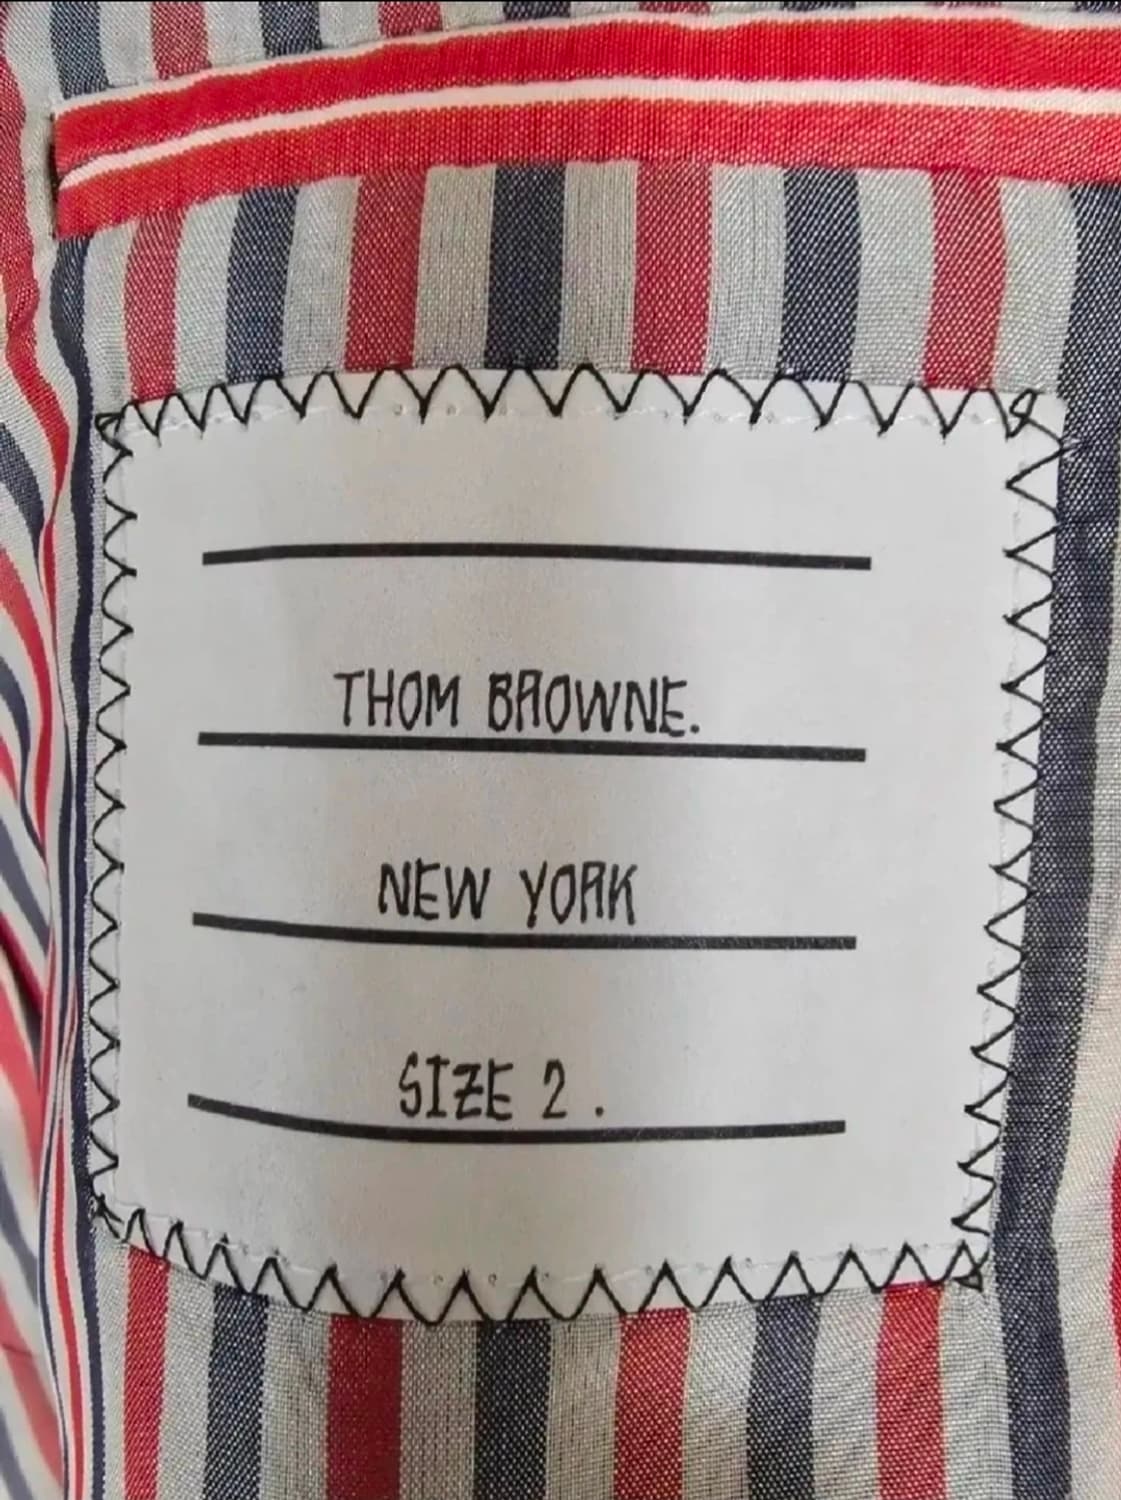 THOM BROWNE.
NEW YORK
SIZE 2 .